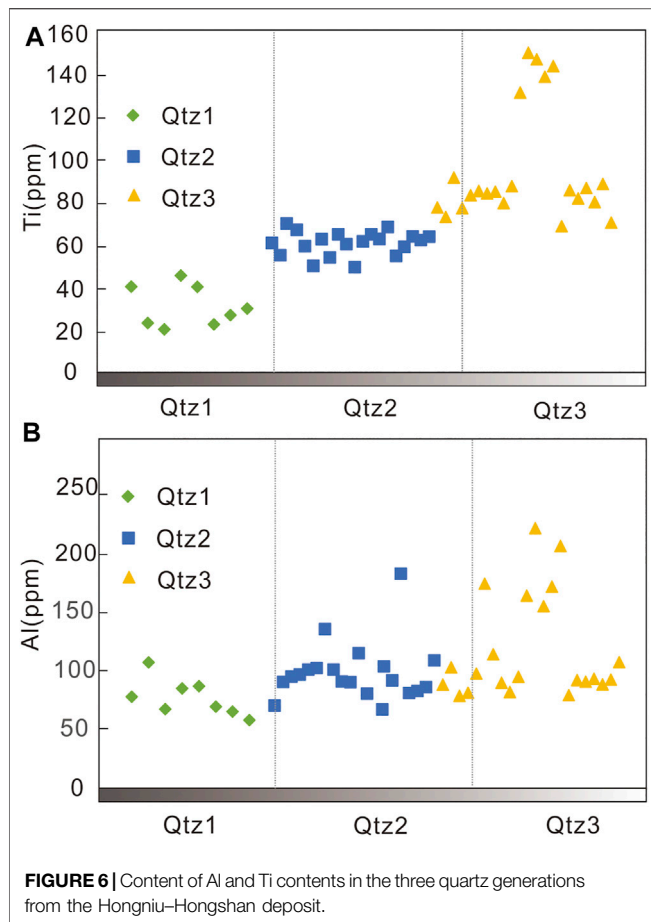 A
160
140
120
100
80
60
40
20
0
Ti(ppm)
Qtz1
Qtz2
Qtz3
Qtz1 Qtz2 Qtz3
B
250
200
150
100
50
0
Al(ppm)
Qtz1
Qtz2
Qtz3
Qtz1 Qtz2 Qtz3
FIGURE 6 | Content of Al and Ti contents in the three quartz generations
from the Hongniu–Hongshan deposit.